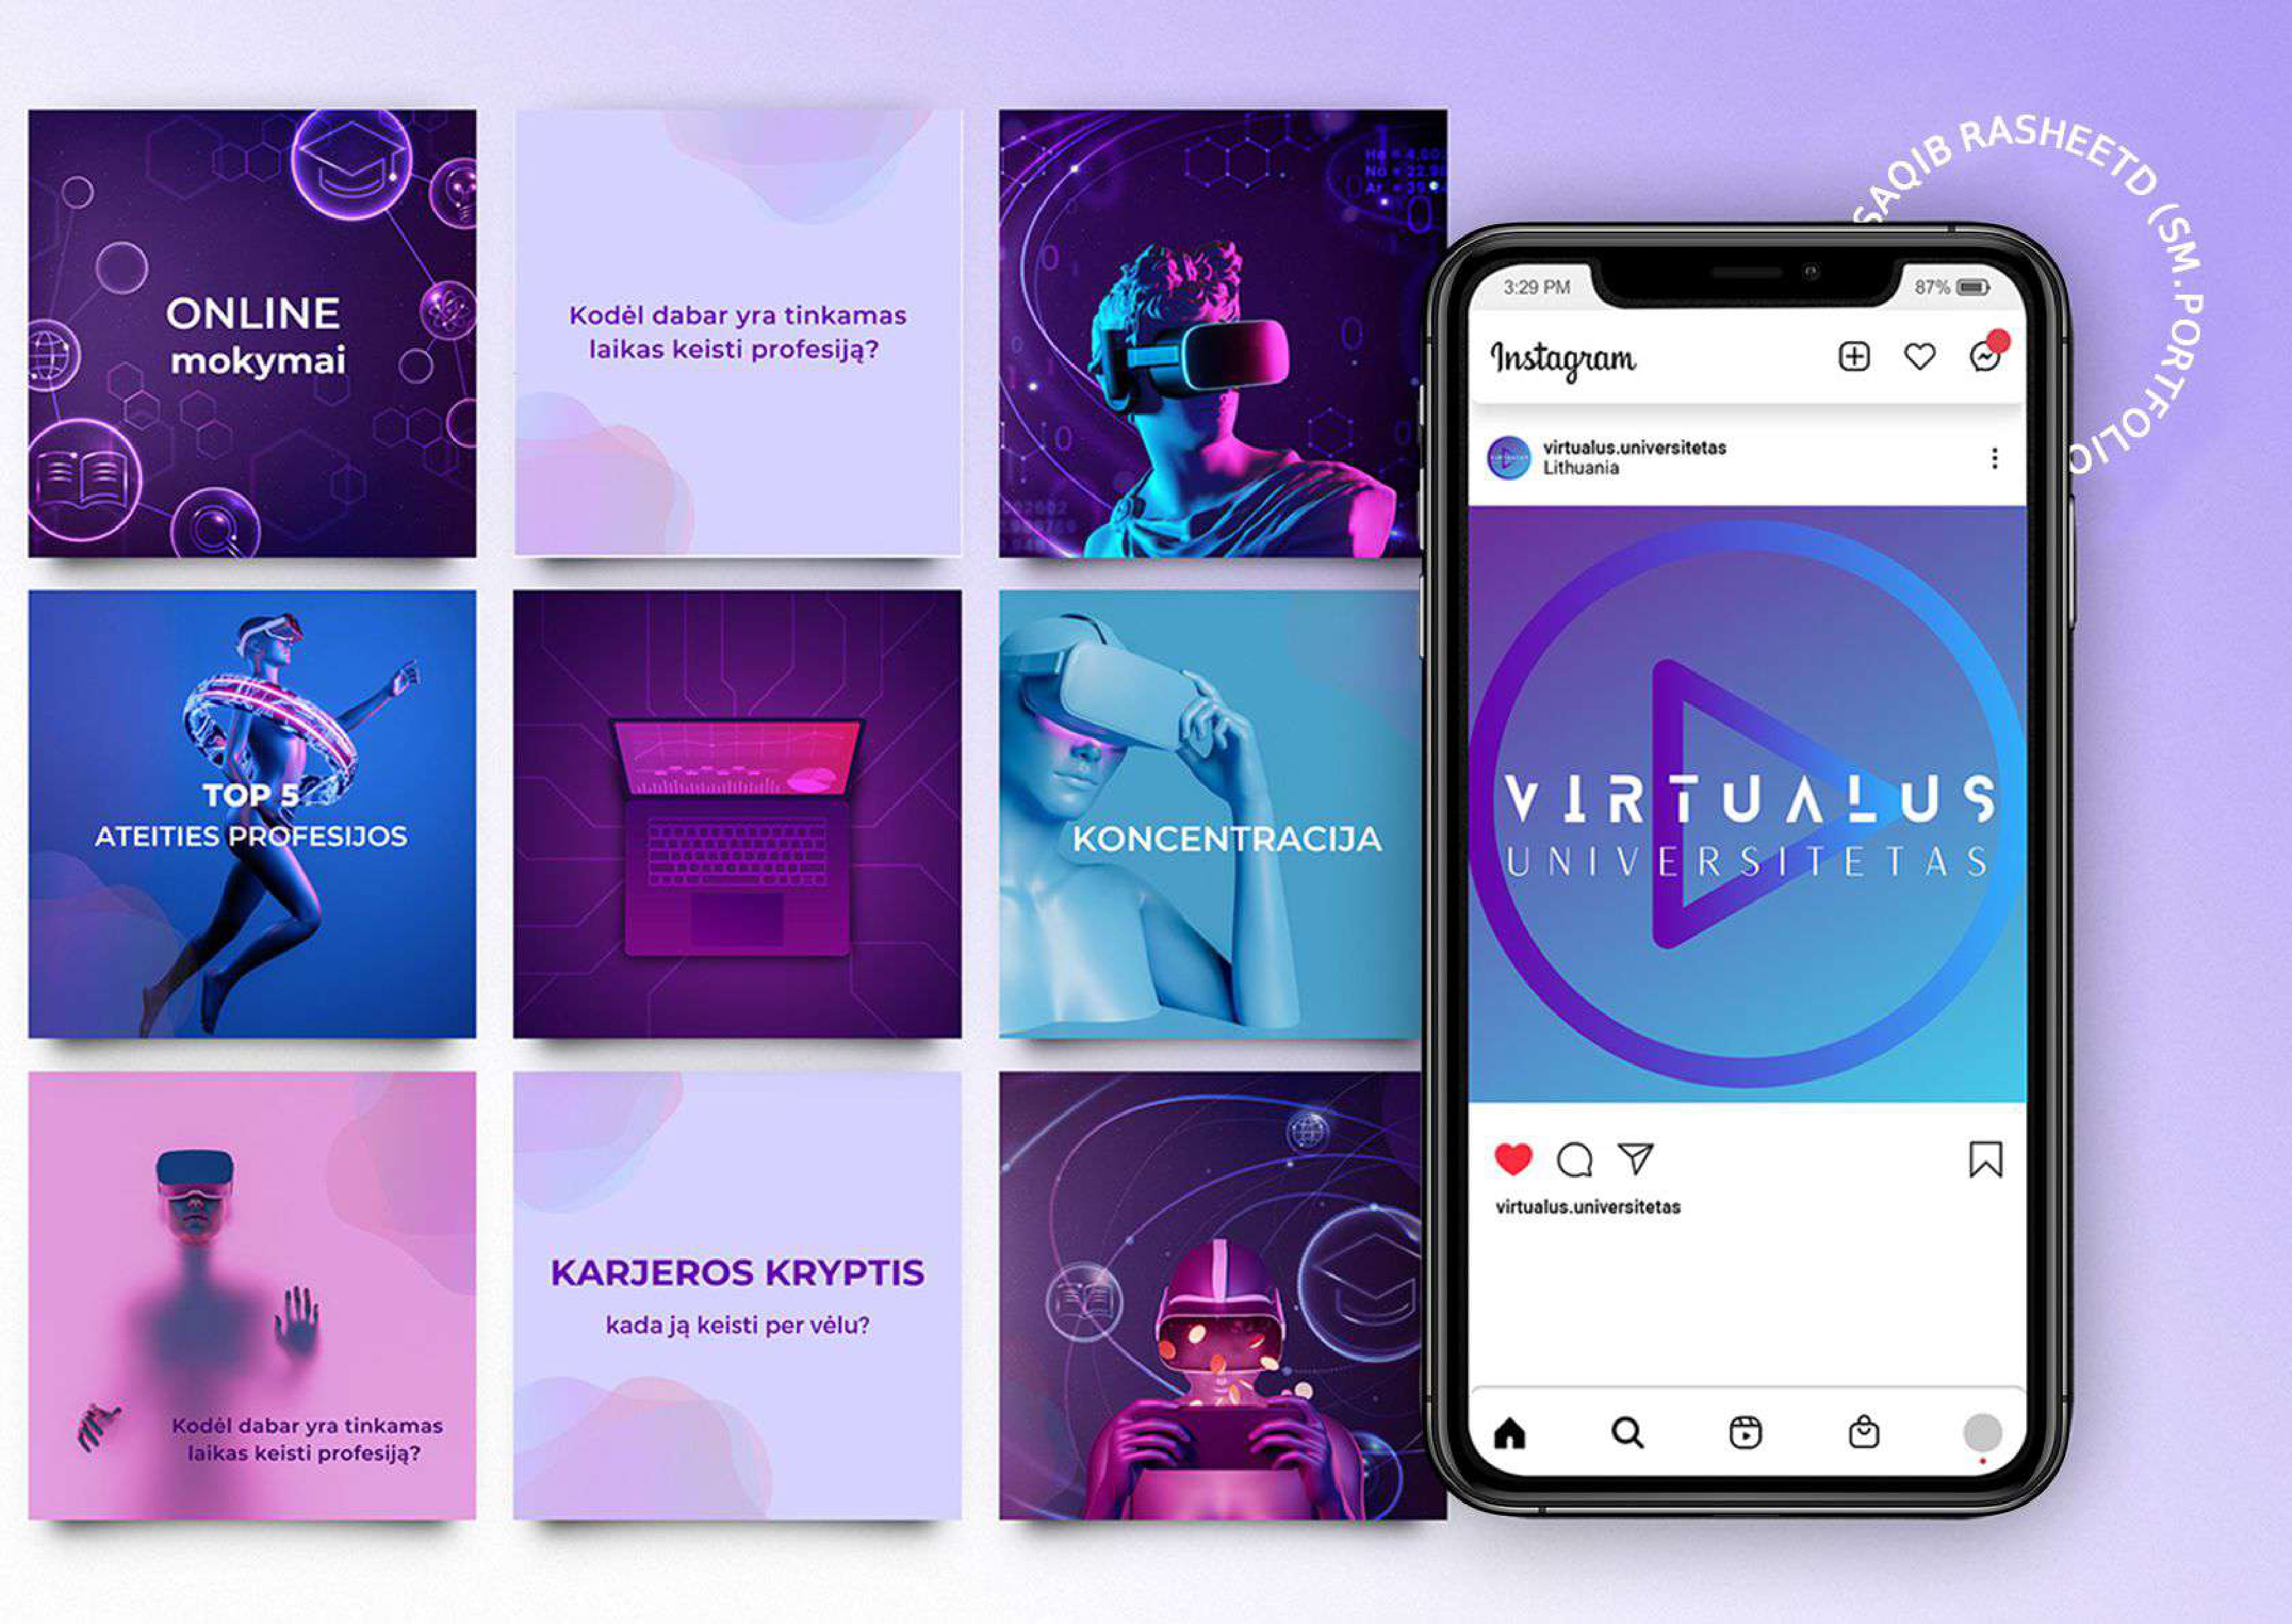 ONLINE
mokymai
Kodėl dabar yra tinkamas
laikas keisti profesiją?
TOP 5
ATEITIES PROFESIJOS
KONCENTRACIJA
Kodėl dabar yra tinkamas
laikas keisti profesiją?
KARJEROS KRYPTIS
kada ją keisti per vėlu?
SAQIB RASHEETD (SM.PORTFOLIO
3:29 PM
87%
Instagram
virtualus.universitetas
Lithuania
VIRTUALUS
UNIVERSITETAS
virtualus.universitetas